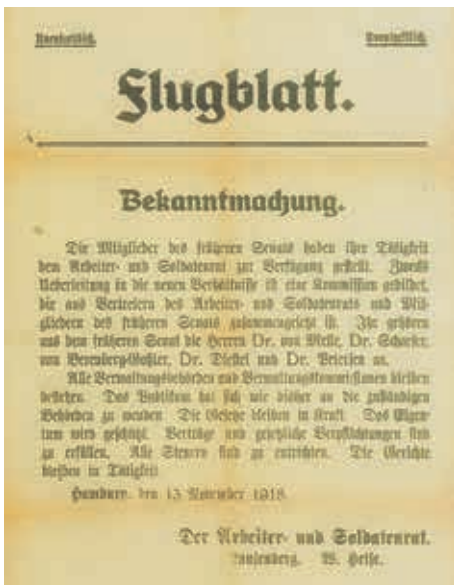 Unentgeltlich. Unentgeltlich.
Flugblatt.
Bekanntmachung.
Die Mitglieder des früheren Senats haben ihre Tätigkeit
dem Arbeiter- und Soldatenrat zur Verfügung gestellt. Zwecks
Ueberleitung in die neuen Verhältnisse ist eine Kommission gebildet,
die aus Vertretern des Arbeiter- und Soldatenrats und Mit-
gliedern des früheren Senats zusammengesetzt ist. Ihr gehören
aus dem früheren Senat die Herren Dr. von Melle, Dr. Schaefer,
von Berenberg-Goßler, Dr. Diestel und Dr. Petersen an.
Alle Verwaltungsbehörden und Verwaltungskommissionen bleiben
bestehen. Das Publikum hat sich wie bisher an die zuständigen
Behörden zu wenden. Die Gesetze bleiben in Kraft. Das Eigen-
tum wird geschützt. Verträge und gesetzliche Verpflichtungen sind
zu erfüllen. Alle Steuern sind zu entrichten. Die Gerichte
bleiben in Tätigkeit.
Hamburg, den 13 November 1918.
Der Arbeiter- und Soldatenrat.
W. Heise.